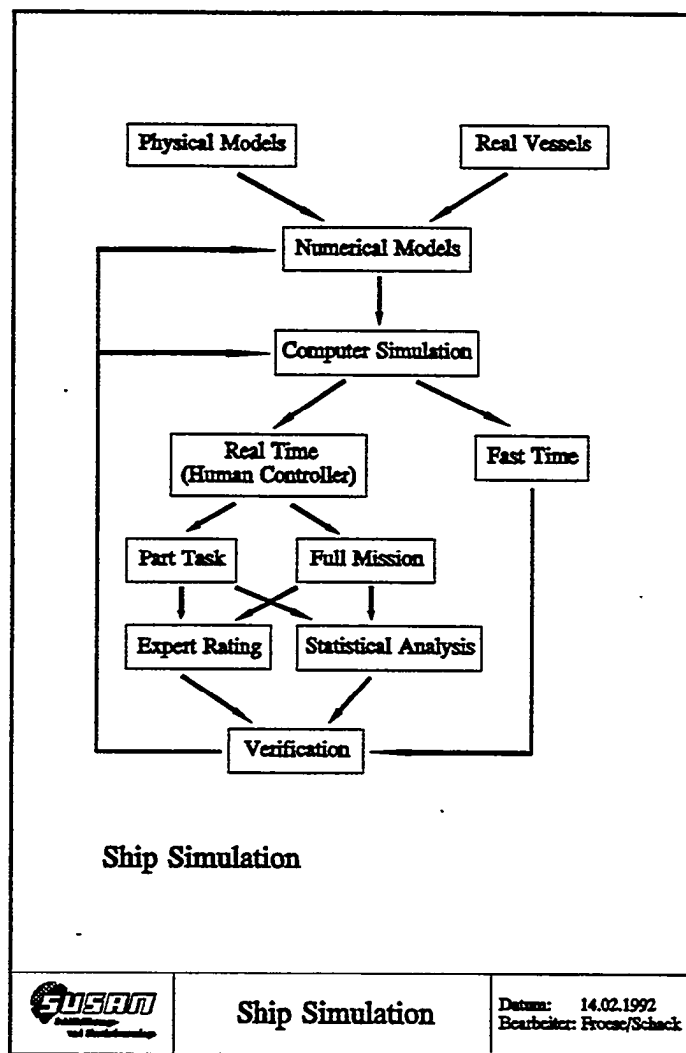 Physical Models
Real Vessels
Numerical Models
Computer Simulation
Real Time
(Human Controller)
Fast Time
Part Task
Full Mission
Expert Rating
Statistical Analysis
Verification
Ship Simulation
SUSAN
Ship Simulation
Datum: 14.02.1992
Bearbeiter: Froese/Schack